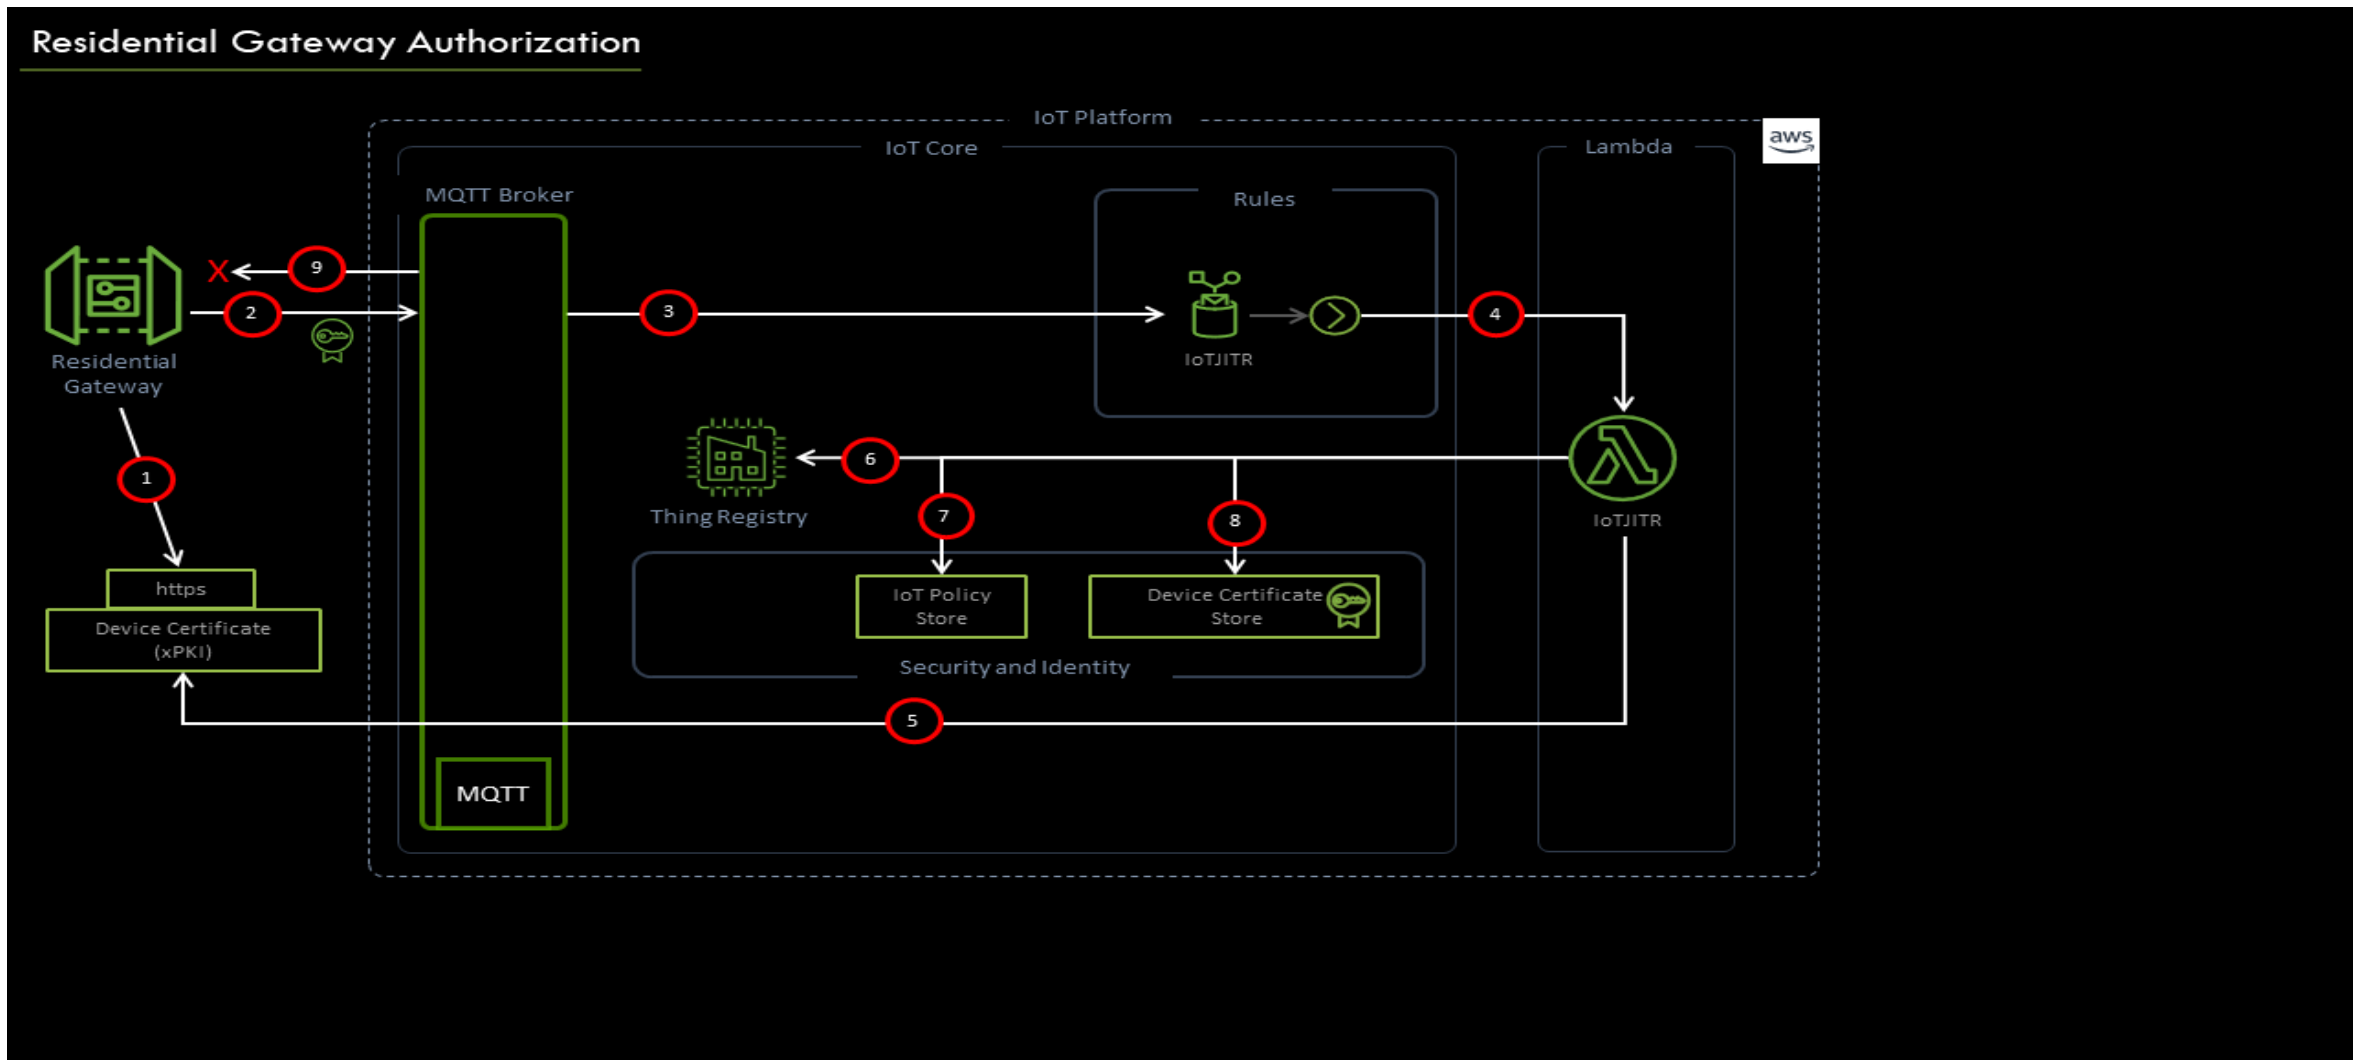 Residential Gateway Authorization
IoT Platform
IoT Core
Lambda
aws
MQTT Broker
Rules
9
X
2
3
4
IoTJITR
Residential
Gateway
1
6
7
8
Thing Registry
IoTJITR
https
Device Certificate
(xPKI)
IoT Policy
Store
Device Certificate
Store
Security and Identity
5
MQTT